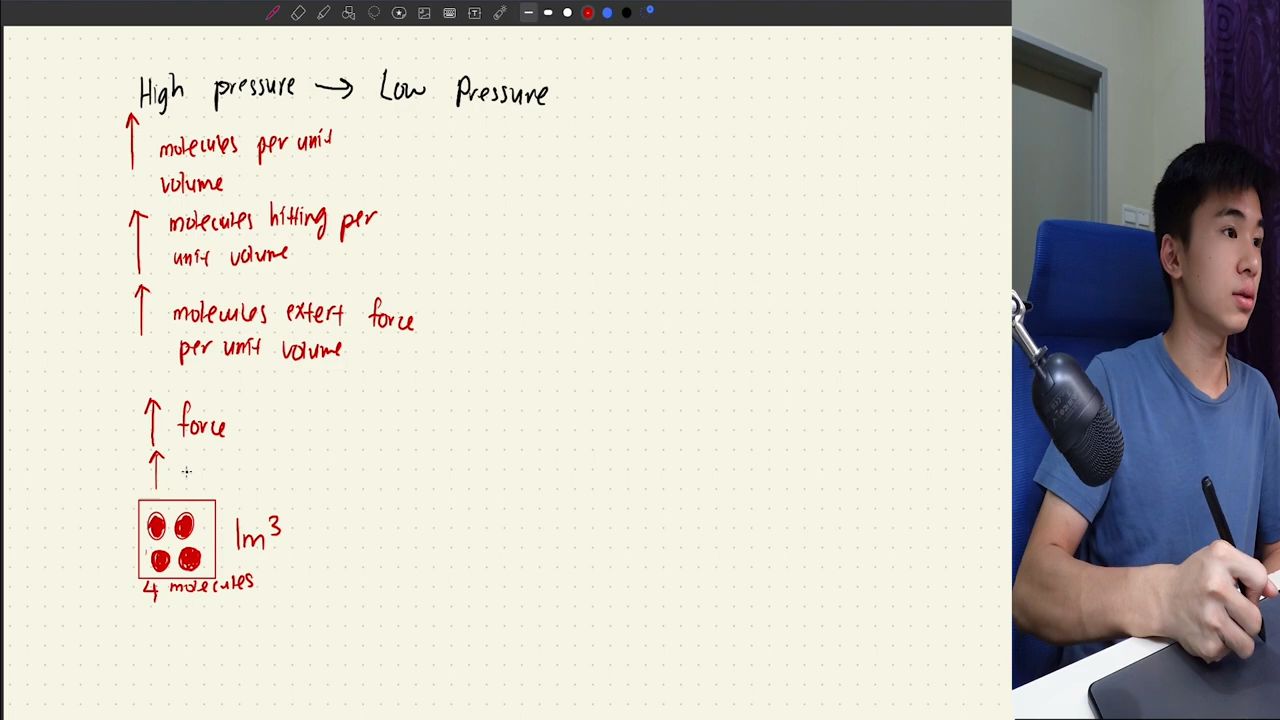 High pressure → Low Pressure
↑ molecules per unit
volume
↑ molecules hitting per
unit volume
↑ molecules extert force
per unit volume
↑ force
↑
1m³
4 molecules